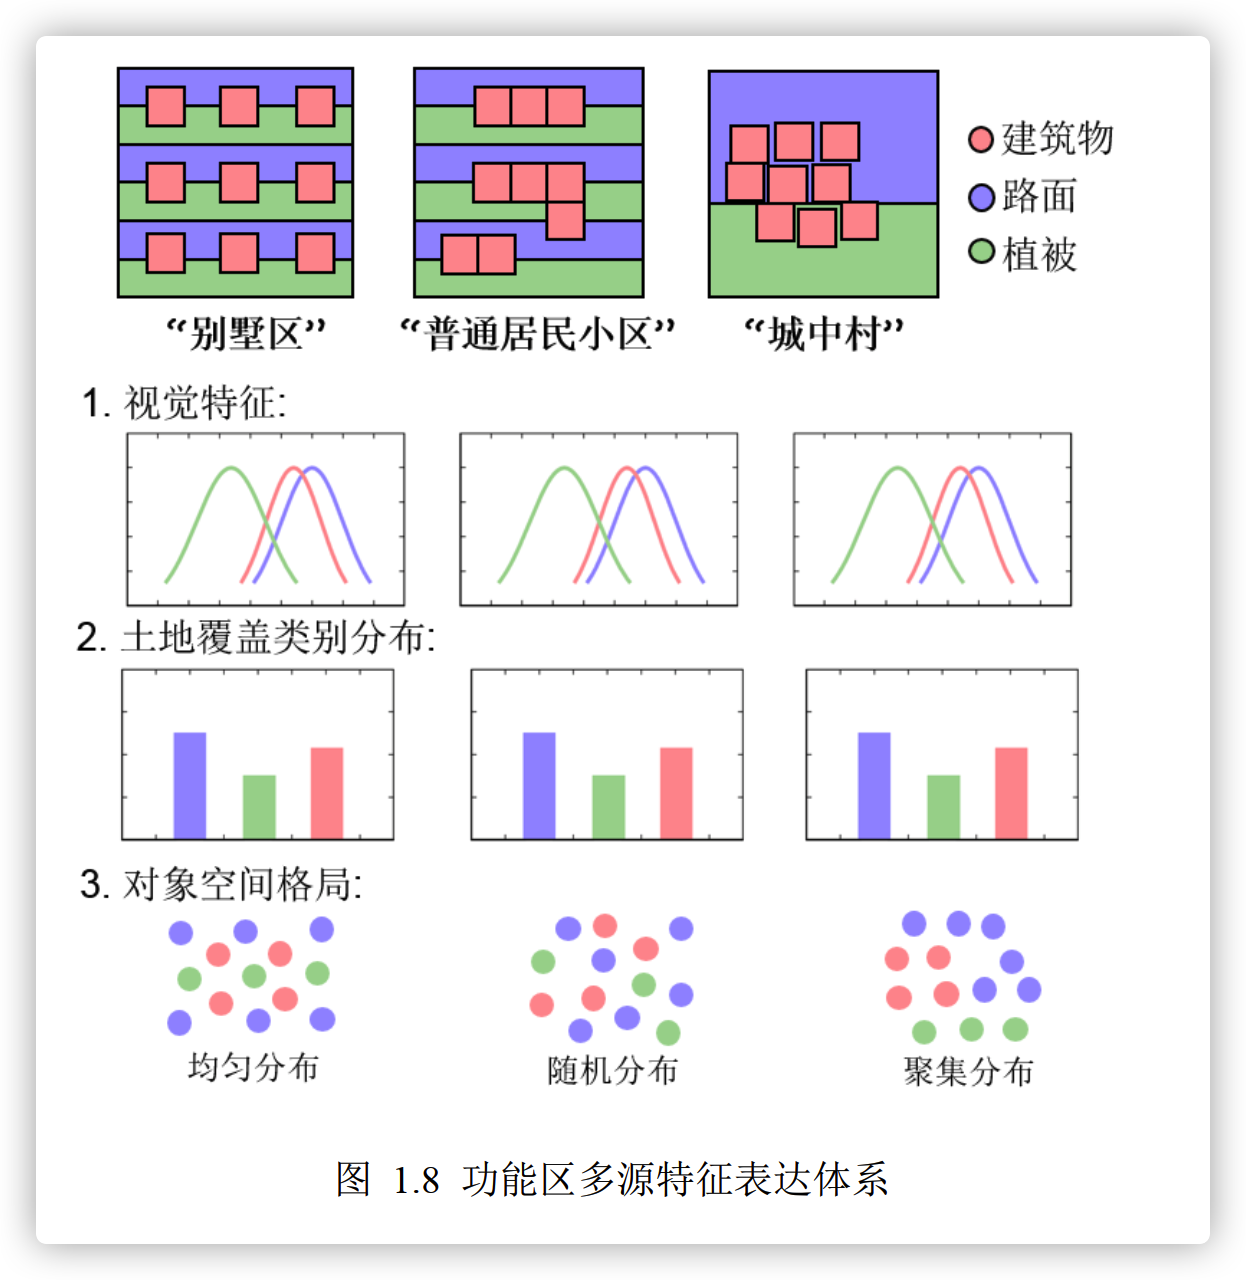 建筑物
路面
植被
“别墅区” “普通居民小区” “城中村”
1. 视觉特征:
2. 土地覆盖类别分布:
3. 对象空间格局:
均匀分布 随机分布 聚集分布
图 1.8 功能区多源特征表达体系